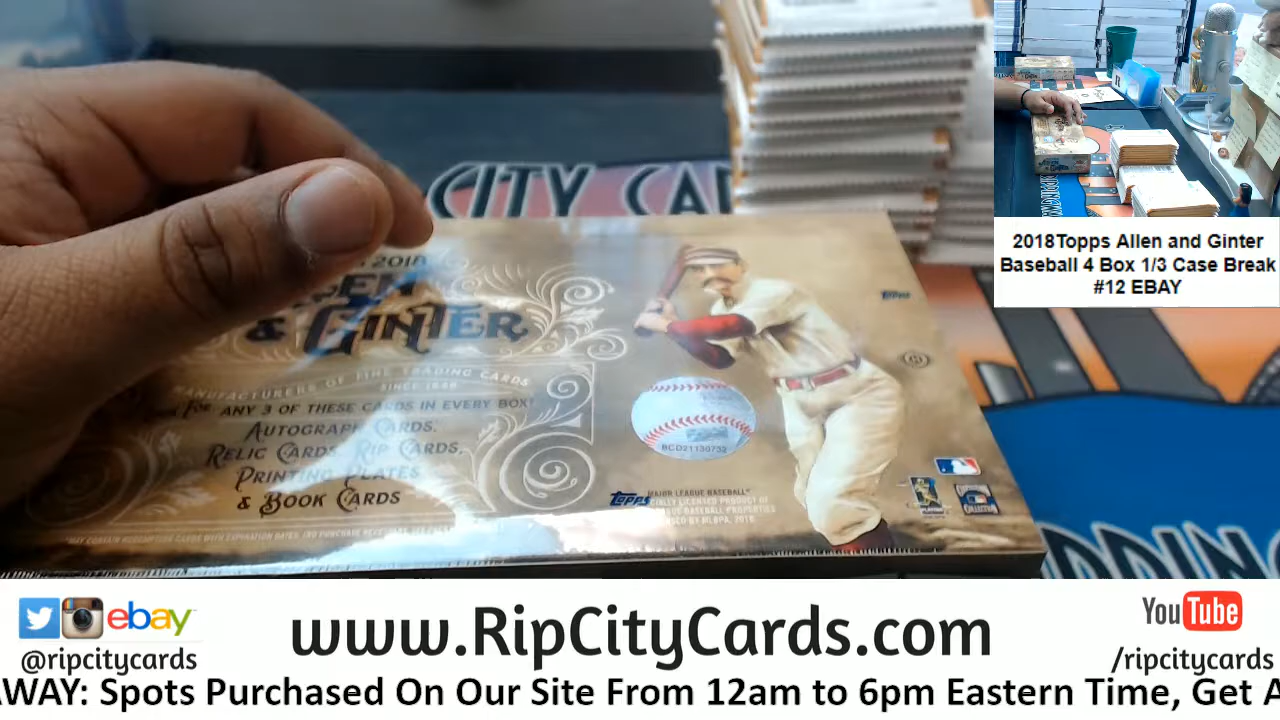 CITY CA
2018
& GINTER
MANUFACTURERS OF FINE TRADING CARDS
ANY 3 OF THESE CARDS IN EVERY BOX!
AUTOGRAPH CARDS,
RELIC CARDS, RIP CARDS,
PRINTING PLATES
& BOOK CARDS
Topps
BCD21130733
Topps
MAJOR LEAGUE BASEBALL
2018Topps Allen and Ginter
Baseball 4 Box 1/3 Case Break
#12 EBAY
ebay
@ripcitycards
www.RipCityCards.com
YouTube
/ripcitycards
AWAY: Spots Purchased On Our Site From 12am to 6pm Eastern Time, Get A